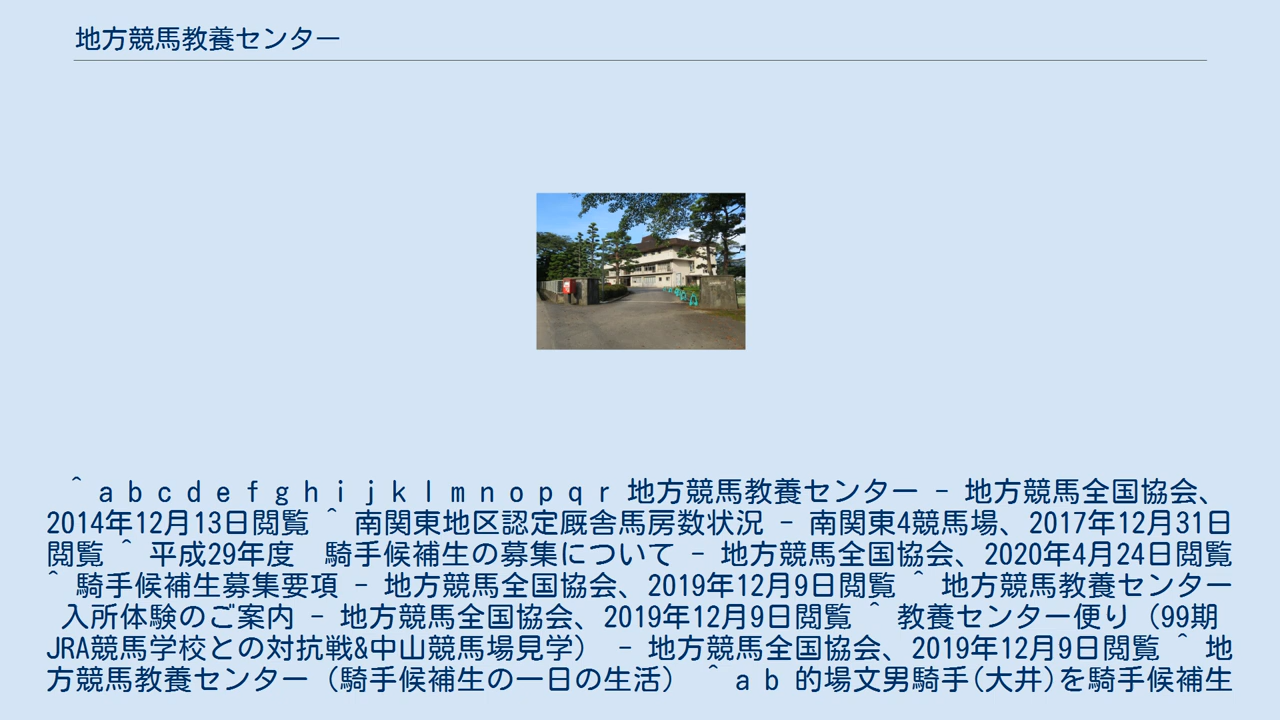 地方競馬教養センター
^ a b c d e f g h i j k l m n o p q r 地方競馬教養センター - 地方競馬全国協会、
2014年12月13日閲覧 ^ 南関東地区認定厩舎馬房数状況 - 南関東4競馬場、2017年12月31日
閲覧 ^ 平成29年度　騎手候補生の募集について - 地方競馬全国協会、2020年4月24日閲覧
^ 騎手候補生募集要項 - 地方競馬全国協会、2019年12月9日閲覧 ^ 地方競馬教養センター
入所体験のご案内 - 地方競馬全国協会、2019年12月9日閲覧 ^ 教養センター便り（99期
JRA競馬学校との対抗戦&中山競馬場見学） - 地方競馬全国協会、2019年12月9日閲覧 ^ 地
方競馬教養センター（騎手候補生の一日の生活） ^ a b 的場文男騎手(大井)を騎手候補生